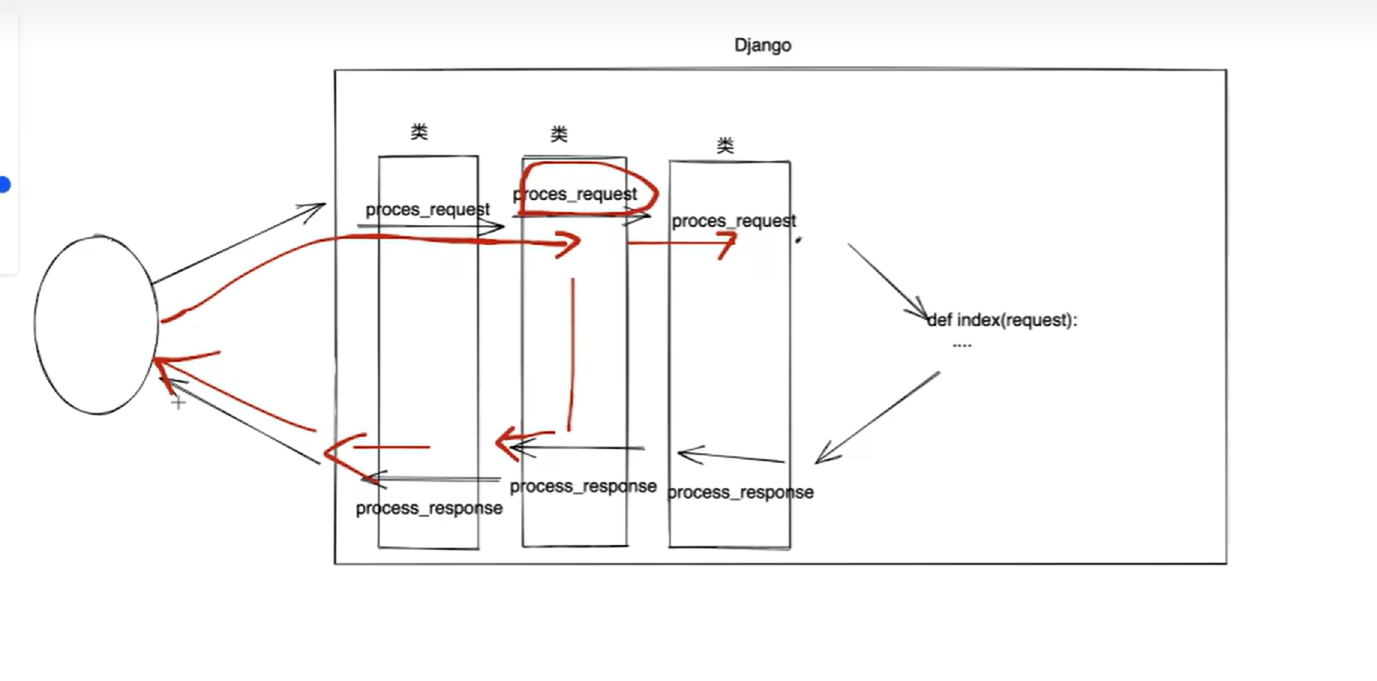 Django
类
类
类
proces_request
proces_request
proces_request
def index(request):
....
process_response
process_response
process_response